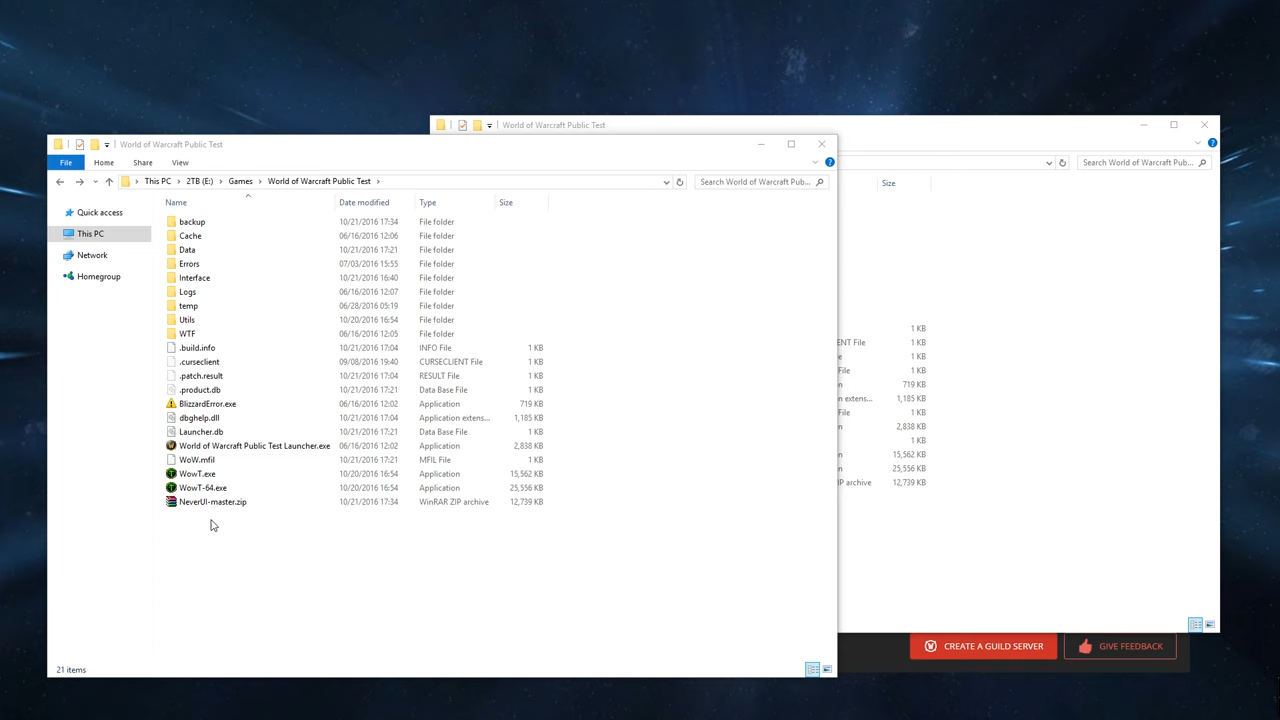 World of Warcraft Public Test
World of Warcraft Public Test
File Home Share View
This PC > 2TB (E:) > Games > World of Warcraft Public Test >
Search World of Warcraft Pub...
Search World of Warcraft Pub...
Quick access
This PC
Network
Homegroup
Name Date modified Type Size
backup 10/21/2016 17:34 File folder
Cache 06/16/2016 12:06 File folder
Data 10/21/2016 17:21 File folder
Errors 07/03/2016 15:55 File folder
Interface 10/21/2016 16:40 File folder
Logs 06/16/2016 12:07 File folder
temp 06/28/2016 05:19 File folder
Utils 10/20/2016 16:54 File folder
WTF 06/16/2016 12:05 File folder
.build.info 10/21/2016 17:04 INFO File 1 KB
.curseclient 09/08/2016 19:40 CURSECLIENT File 1 KB
.patch.result 10/21/2016 17:04 RESULT File 1 KB
.product.db 10/21/2016 17:21 Data Base File 1 KB
BlizzardError.exe 06/16/2016 12:02 Application 719 KB
dbghelp.dll 10/21/2016 17:04 Application extens... 1,185 KB
Launcher.db 10/21/2016 17:21 Data Base File 1 KB
World of Warcraft Public Test Launcher.exe 06/16/2016 12:02 Application 2,838 KB
WoW.mfil 10/21/2016 17:21 MFIL File 1 KB
WowT.exe 10/20/2016 16:54 Application 15,562 KB
WowT-64.exe 10/20/2016 16:54 Application 25,556 KB
NeverUI-master.zip 10/21/2016 17:34 WinRAR ZIP archive 12,739 KB
21 items
Size
1 KB
ENT File 1 KB
e 1 KB
File 1 KB
n 719 KB
n extens... 1,185 KB
File 1 KB
n 2,838 KB
1 KB
n 15,562 KB
n 25,556 KB
IP archive 12,739 KB
CREATE A GUILD SERVER
GIVE FEEDBACK